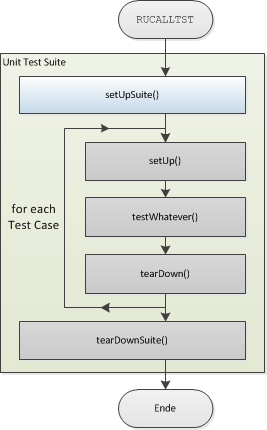 RUCALLTST
Unit Test Suite
setUpSuite()
setUp()
for each
Test Case
testWhatever()
tearDown()
tearDownSuite()
Ende